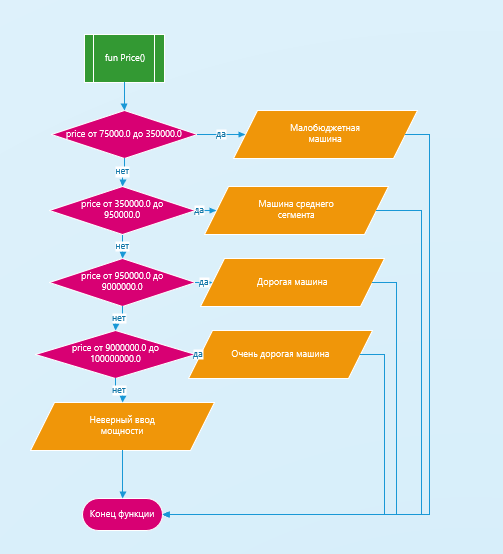 fun Price()
price от 75000.0 до 350000.0
да
Малобюджетная
машина
нет
price от 350000.0 до
950000.0
да
Машина среднего
сегмента
нет
price от 950000.0 до
9000000.0
да
Дорогая машина
нет
price от 9000000.0 до
100000000.0
да
Очень дорогая машина
нет
Неверный ввод
мощности
Конец функции